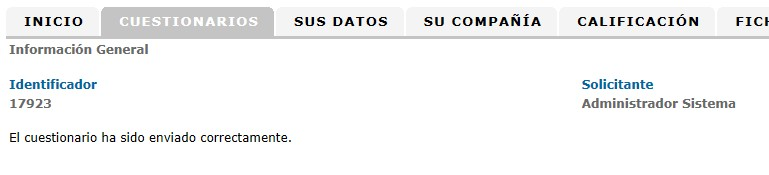 INICIO CUESTIONARIOS SUS DATOS SU COMPAÑÍA CALIFICACIÓN
Información General
Identificador Solicitante
17923 Administrador Sistema
El cuestionario ha sido enviado correctamente.